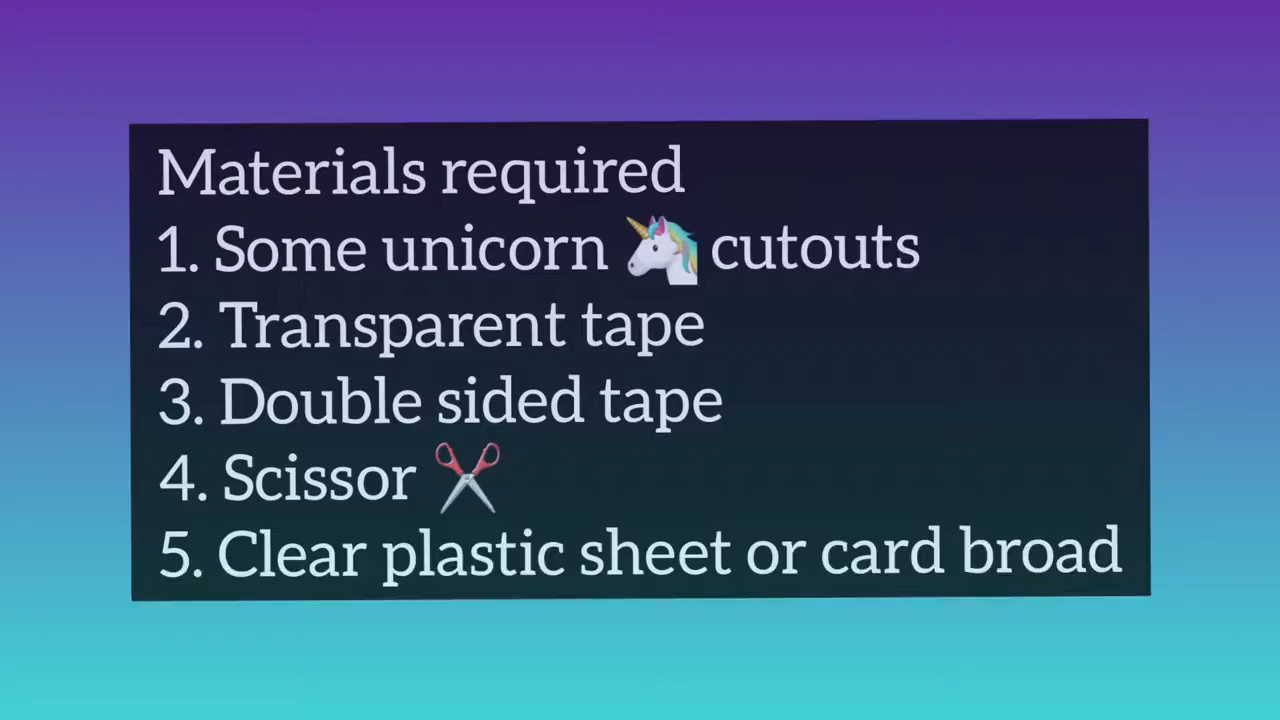 Materials required
1. Some unicorn 🦄 cutouts
2. Transparent tape
3. Double sided tape
4. Scissor ✂️
5. Clear plastic sheet or card broad